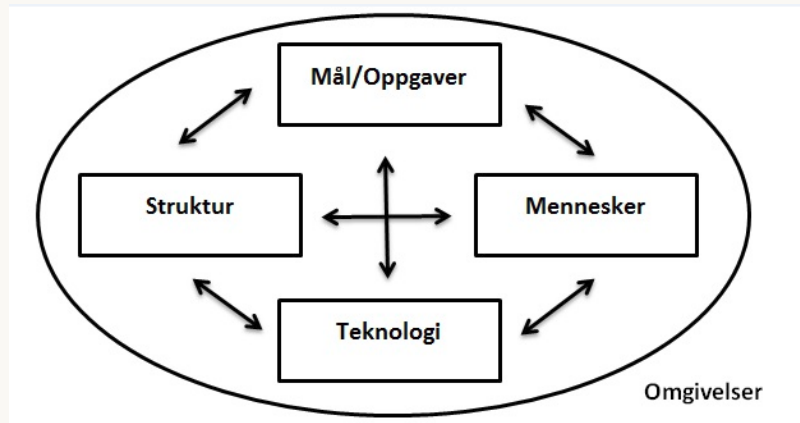 Mål/Oppgaver
Struktur
Mennesker
Teknologi
Omgivelser